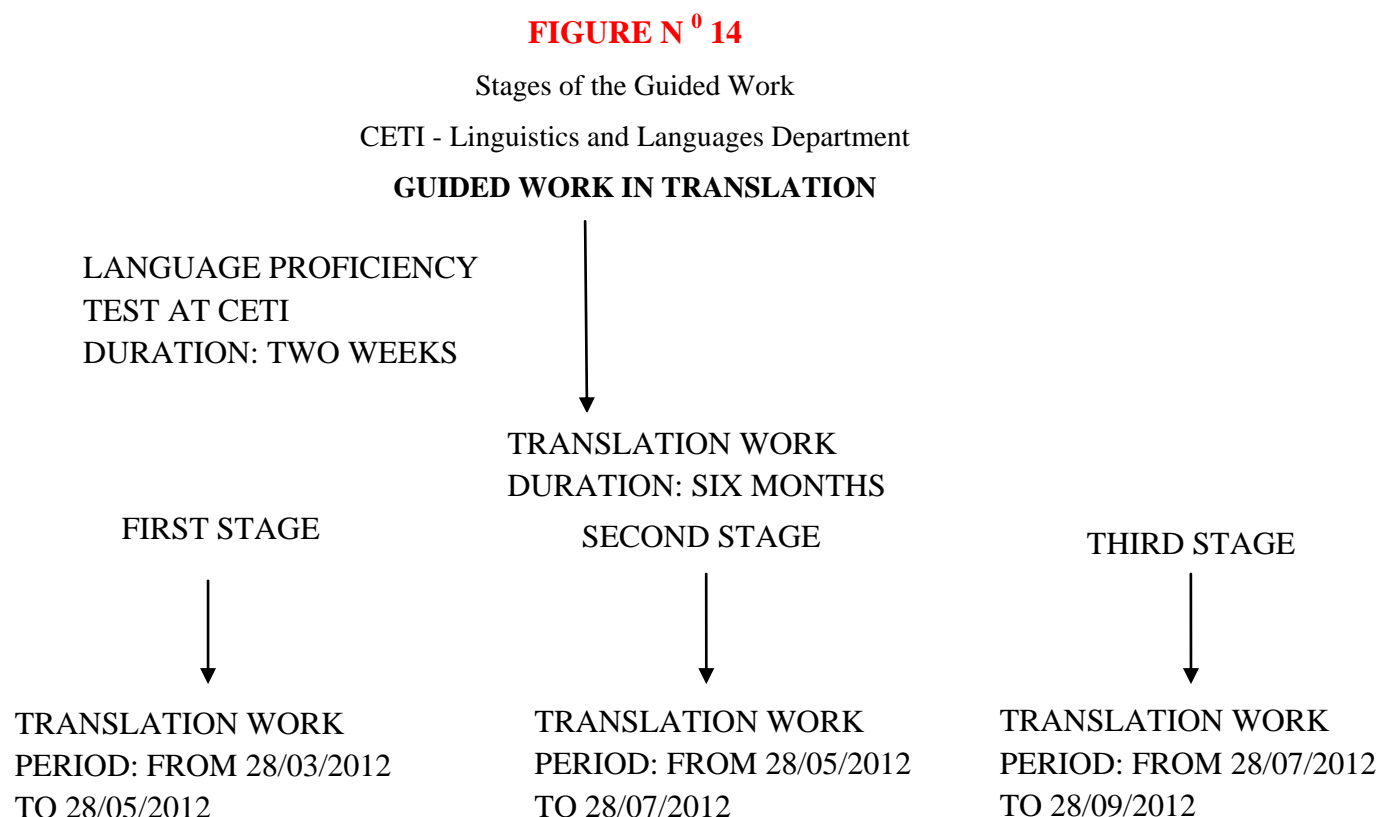 FIGURE N ⁰ 14
Stages of the Guided Work
CETI - Linguistics and Languages Department
GUIDED WORK IN TRANSLATION
LANGUAGE PROFICIENCY
TEST AT CETI
DURATION: TWO WEEKS
TRANSLATION WORK
DURATION: SIX MONTHS
FIRST STAGE
SECOND STAGE
THIRD STAGE
TRANSLATION WORK
PERIOD: FROM 28/03/2012
TO 28/05/2012
TRANSLATION WORK
PERIOD: FROM 28/05/2012
TO 28/07/2012
TRANSLATION WORK
PERIOD: FROM 28/07/2012
TO 28/09/2012